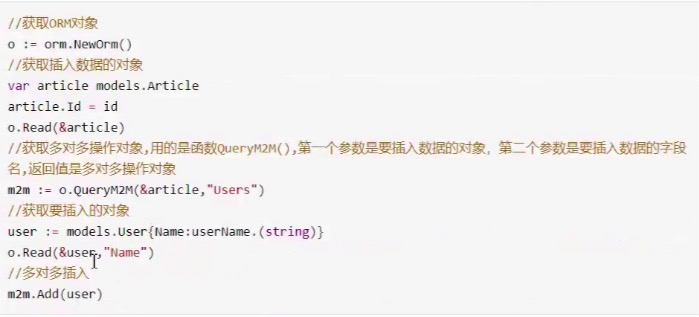 //获取ORM对象
o := orm.NewOrm()
//获取插入数据的对象
var article models.Article
article.Id = id
o.Read(&article)
//获取多对多操作对象,用的是函数QueryM2M(),第一个参数是要插入数据的对象, 第二个参数是要插入数据的字段
名,返回值是多对多操作对象
m2m := o.QueryM2M(&article,"Users")
//获取要插入的对象
user := models.User{Name:userName.(string)}
o.Read(&user,"Name")
//多对多插入
m2m.Add(user)